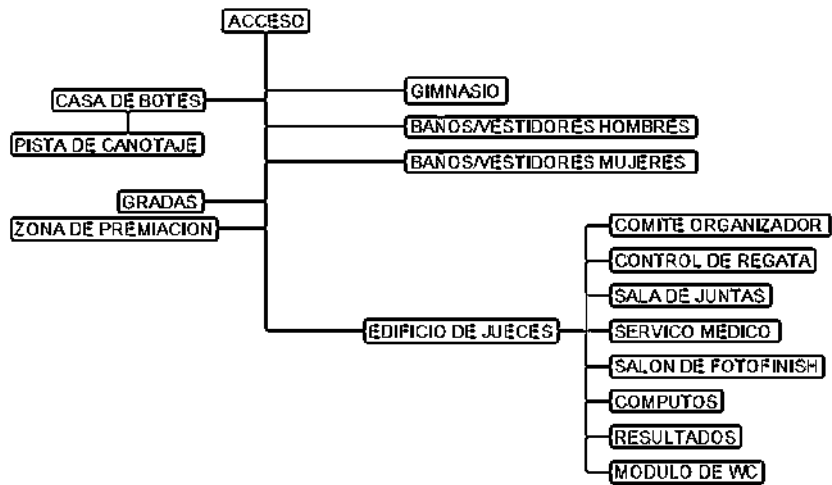 ACCESO
GIMNASIO
CASA DE BOTES
BAÑOS/VESTIDORES HOMBRES
PISTA DE CANOTAJE
BAÑOS/VESTIDORES MUJERES
GRADAS
ZONA DE PREMIACION
COMITE ORGANIZADOR
CONTROL DE REGATA
SALA DE JUNTAS
EDIFICIO DE JUECES
SERVICO MEDICO
SALON DE FOTOFINISH
COMPUTOS
RESULTADOS
MODULO DE WC